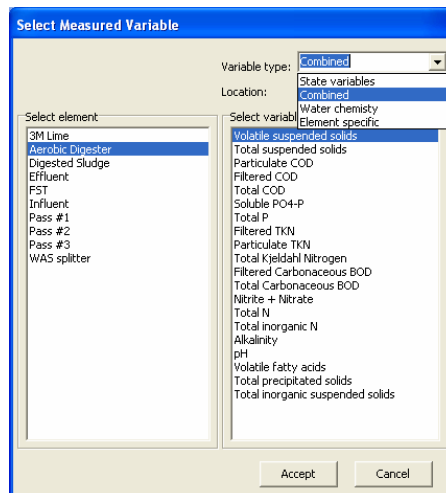 Select Measured Variable
Variable type: Combined
State variables
Combined
Water chemisty
Element specific
Location:
Select element
3M Lime
Aerobic Digester
Digested Sludge
Effluent
FST
Influent
Pass #1
Pass #2
Pass #3
WAS splitter
Select variabl
Volatile suspended solids
Total suspended solids
Particulate COD
Filtered COD
Total COD
Soluble PO4-P
Total P
Filtered TKN
Particulate TKN
Total Kjeldahl Nitrogen
Filtered Carbonaceous BOD
Total Carbonaceous BOD
Nitrite + Nitrate
Total N
Total inorganic N
Alkalinity
pH
Volatile fatty acids
Total precipitated solids
Total inorganic suspended solids
Accept
Cancel